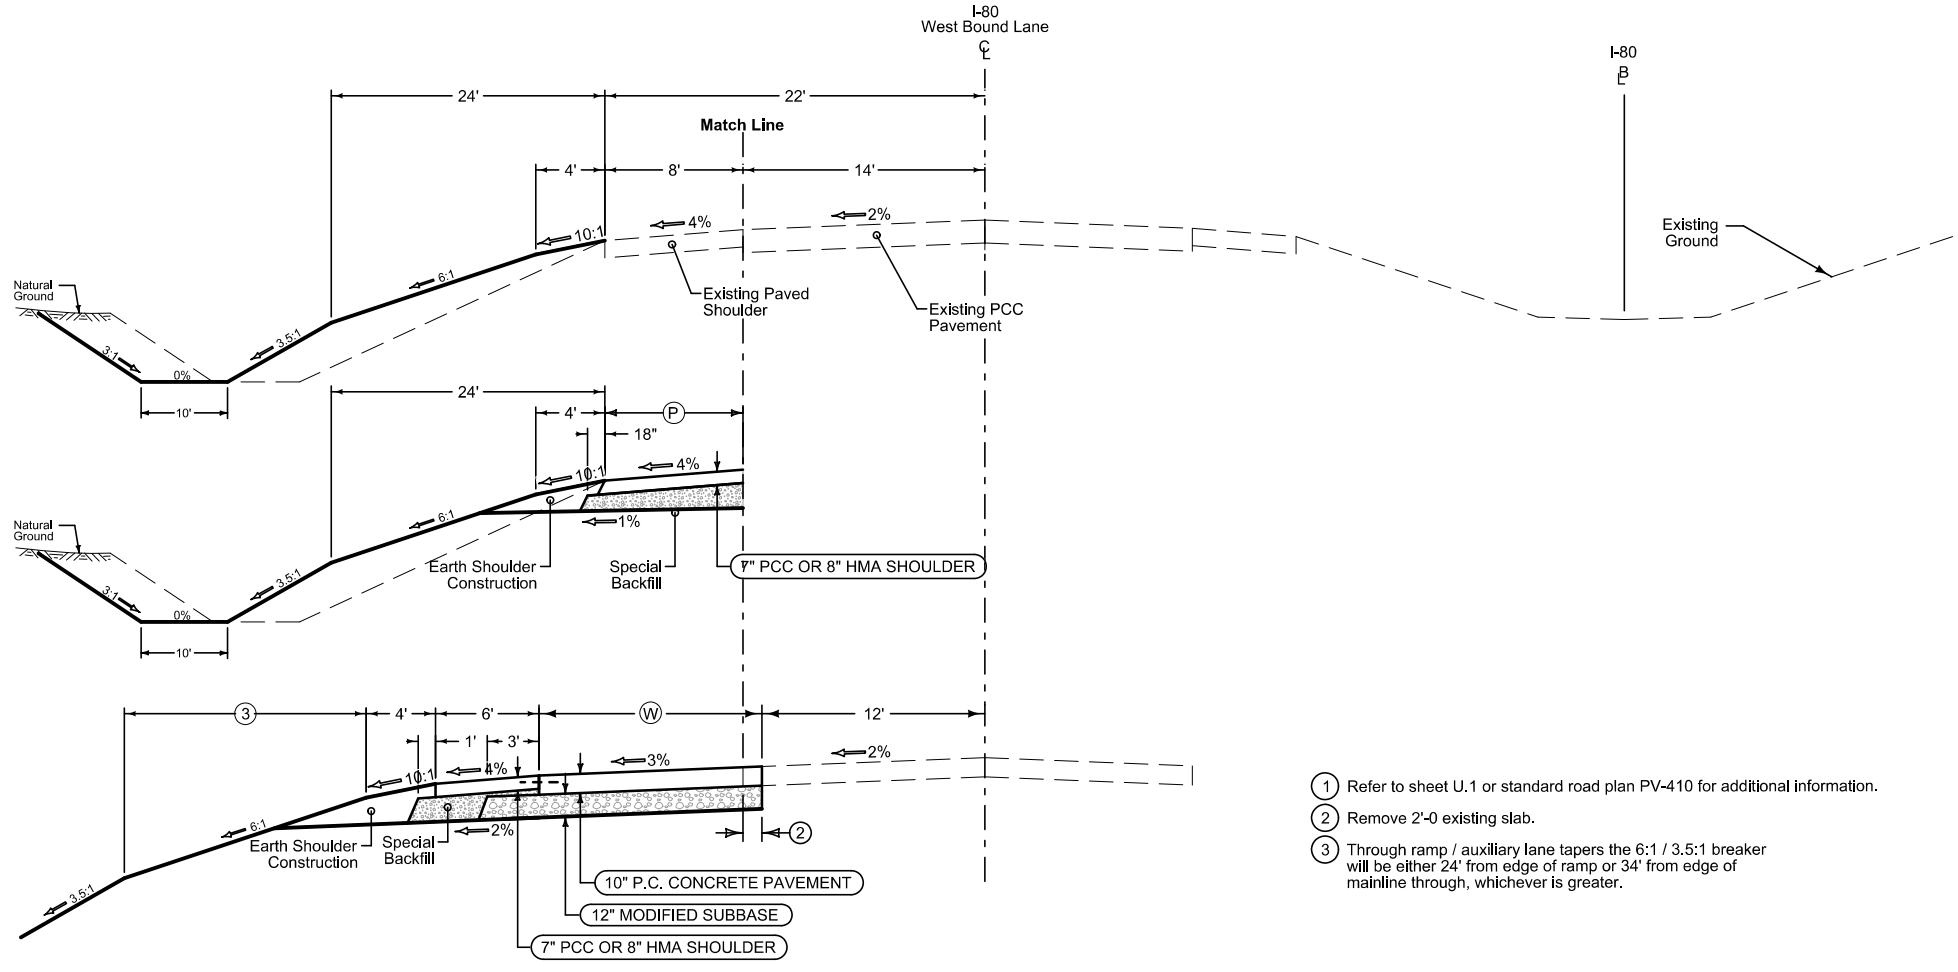 I-80
West Bound Lane
CL
I-80
BL
24'
22'
Match Line
4'
8'
14'
10:1
4%
2%
6:1
Existing
Ground
Natural
Ground
Existing Paved
Shoulder
Existing PCC
Pavement
3:1
3.5:1
0%
10'
24'
4'
P
18"
10:1
4%
6:1
1%
Natural
Ground
Earth Shoulder
Construction
Special
Backfill
7" PCC OR 8" HMA SHOULDER
3:1
3.5:1
0%
10'
3
4'
6'
W
12'
1'
3'
10:1
4%
3%
2%
6:1
2%
2
Earth Shoulder
Construction
Special
Backfill
3.5:1
10" P.C. CONCRETE PAVEMENT
12" MODIFIED SUBBASE
7" PCC OR 8" HMA SHOULDER
1 Refer to sheet U.1 or standard road plan PV-410 for additional information.
2 Remove 2'-0 existing slab.
3 Through ramp / auxiliary lane tapers the 6:1 / 3.5:1 breaker
will be either 24' from edge of ramp or 34' from edge of
mainline through, whichever is greater.